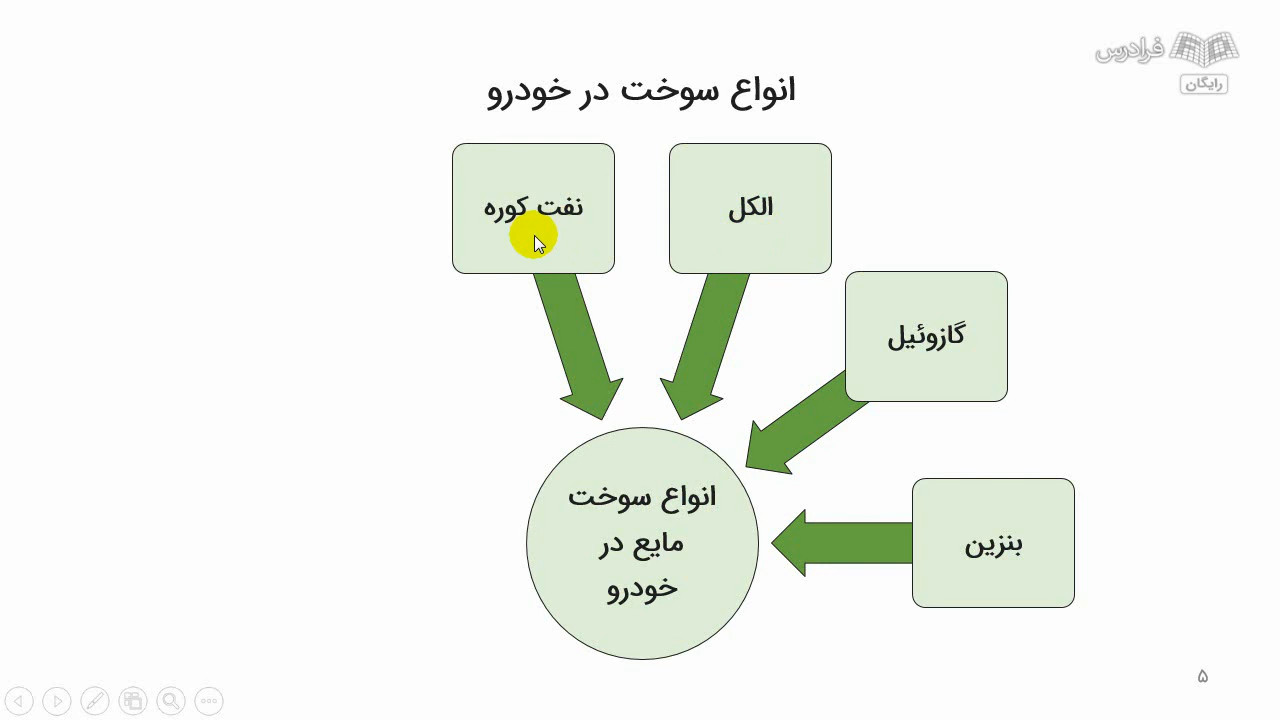 فرادرس
رایگان
انواع سوخت در خودرو
الکل
نفت کوره
گازوئیل
بنزین
انواع سوخت
مایع در
خودرو
۵